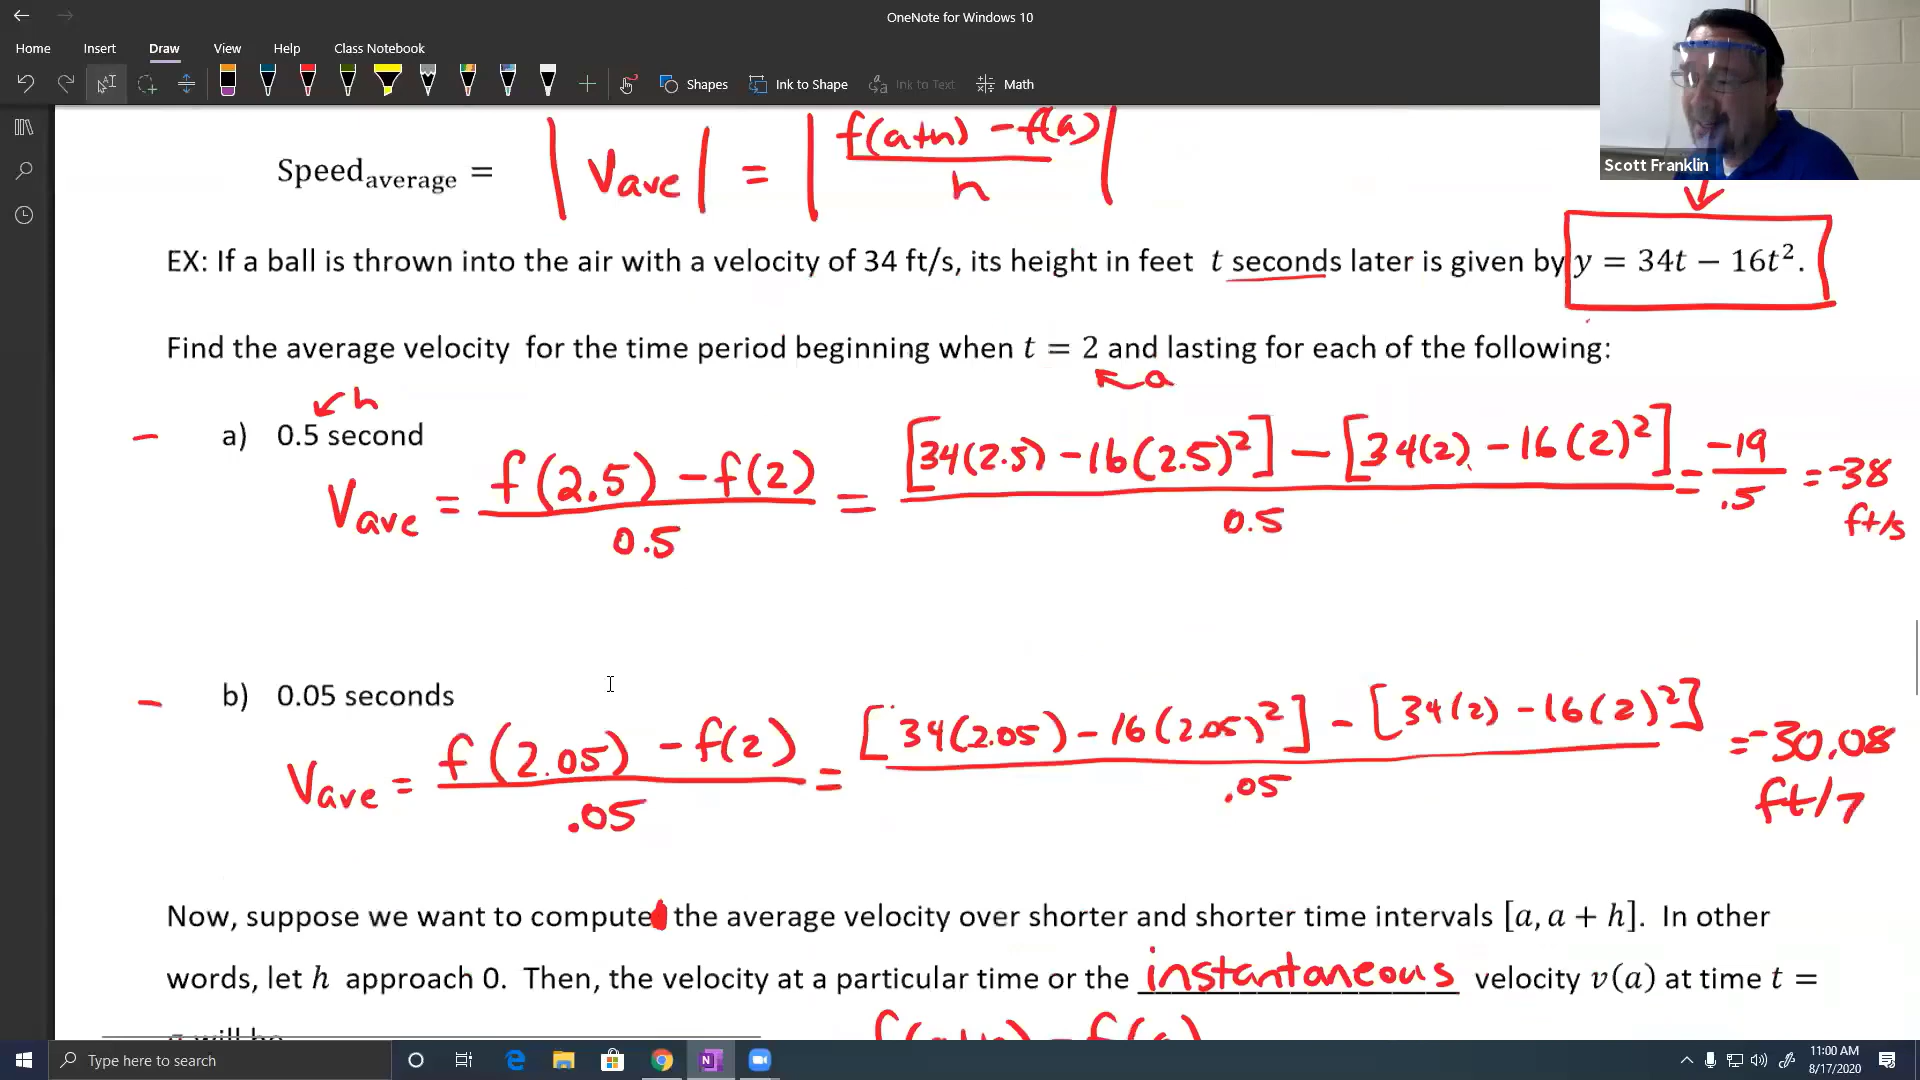 OneNote for Windows 10
Home Insert Draw View Help Class Notebook
Shapes Ink to Shape Ink to Text Math
Scott Franklin
Speed_average = |Vave| = |f(a+h) - f(a) / h|
EX: If a ball is thrown into the air with a velocity of 34 ft/s, its height in feet t seconds later is given by y = 34t − 16t².
Find the average velocity for the time period beginning when t = 2 and lasting for each of the following:
a
h
a) 0.5 second
Vave = f(2.5) - f(2) / 0.5 = [34(2.5) - 16(2.5)²] - [34(2) - 16(2)²] / 0.5 = -19 / .5 = -38 ft/s
b) 0.05 seconds
Vave = f(2.05) - f(2) / .05 = [34(2.05) - 16(2.05)²] - [34(2) - 16(2)²] / .05 = -30.08 ft/
Now, suppose we want to compute the average velocity over shorter and shorter time intervals [a, a + h]. In other
words, let h approach 0. Then, the velocity at a particular time or the instantaneous velocity v(a) at time t =
a will be
f(a+h) - f(a)
Type here to search
11:00 AM
8/17/2020